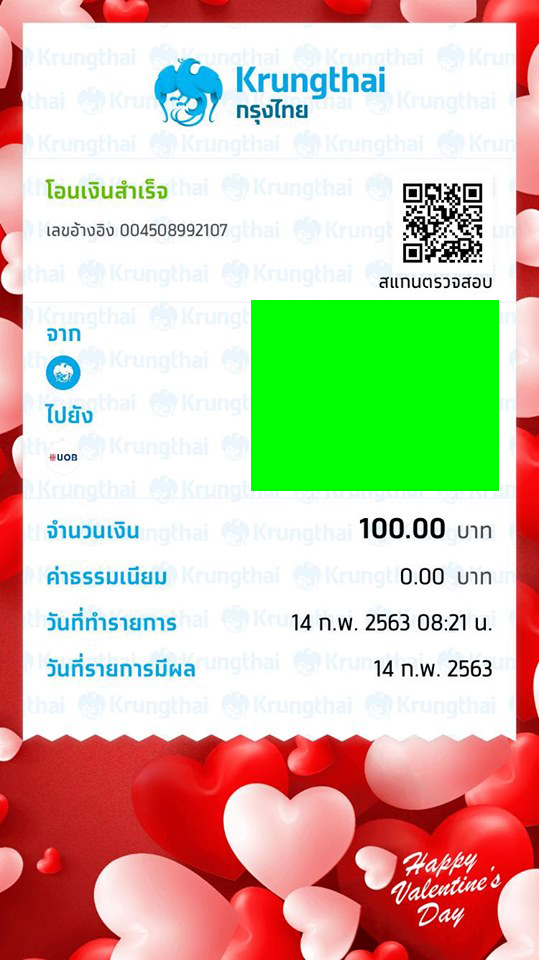 Krungthai
กรุงไทย
โอนเงินสำเร็จ
เลขอ้างอิง 004508992107
สแกนตรวจสอบ
จาก
ไปยัง
UOB
จำนวนเงิน 100.00 บาท
ค่าธรรมเนียม 0.00 บาท
วันที่ทำรายการ 14 ก.พ. 2563 08:21 น.
วันที่รายการมีผล 14 ก.พ. 2563
Happy
Valentine's
Day